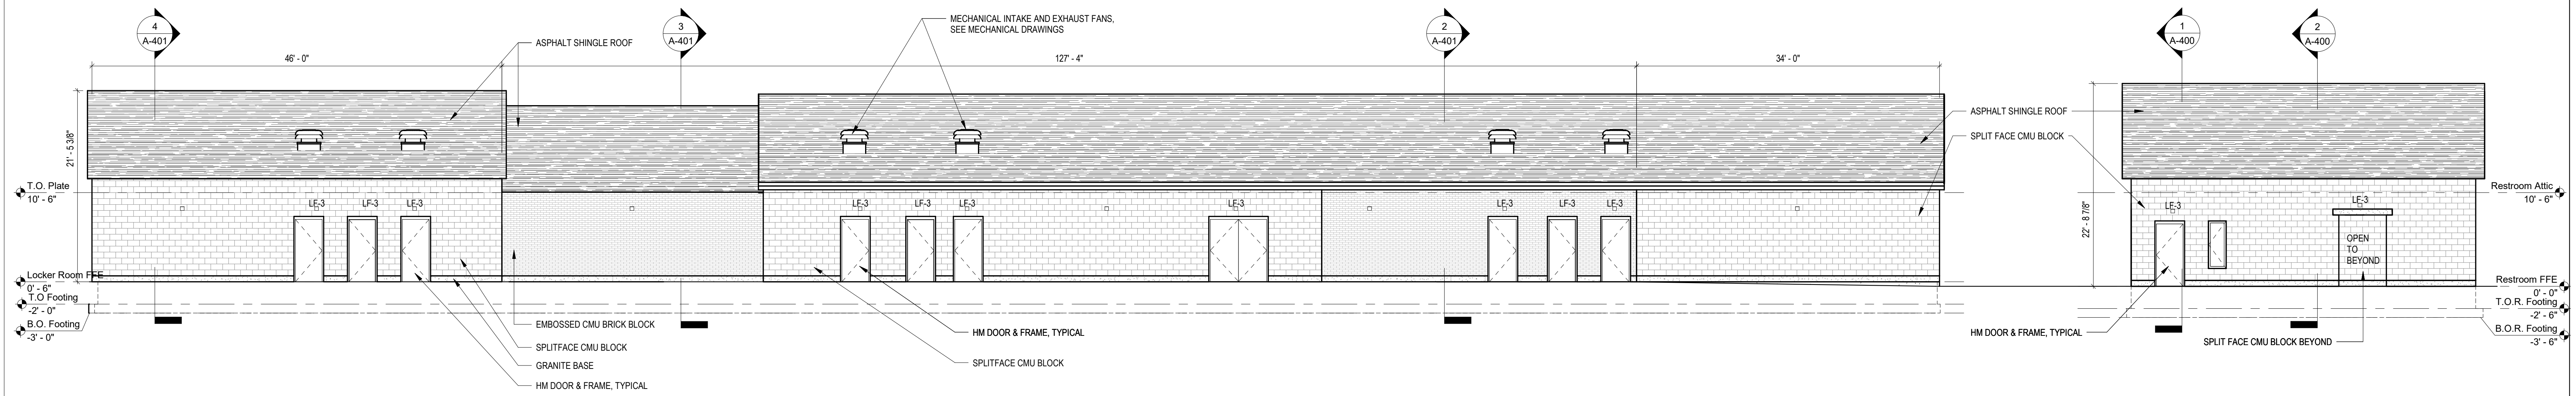 4
A-401
3
A-401
2
A-401
1
A-400
2
A-400
MECHANICAL INTAKE AND EXHAUST FANS,
SEE MECHANICAL DRAWINGS
ASPHALT SHINGLE ROOF
46' - 0"
127' - 4"
34' - 0"
21' - 5 3/8"
ASPHALT SHINGLE ROOF
SPLIT FACE CMU BLOCK
22' - 8 7/8"
T.O. Plate
10' - 6"
Restroom Attic
10' - 6"
LF-3
LF-3
LF-3
LF-3
LF-3
LF-3
LF-3
LF-3
LF-3
LF-3
LF-3
LF-3
OPEN
TO
BEYOND
Locker Room FFE
0' - 6"
T.O Footing
-2' - 0"
B.O. Footing
-3' - 0"
Restroom FFE
0' - 0"
T.O.R. Footing
-2' - 6"
B.O.R. Footing
-3' - 6"
EMBOSSED CMU BRICK BLOCK
SPLITFACE CMU BLOCK
GRANITE BASE
HM DOOR & FRAME, TYPICAL
HM DOOR & FRAME, TYPICAL
SPLITFACE CMU BLOCK
HM DOOR & FRAME, TYPICAL
SPLIT FACE CMU BLOCK BEYOND